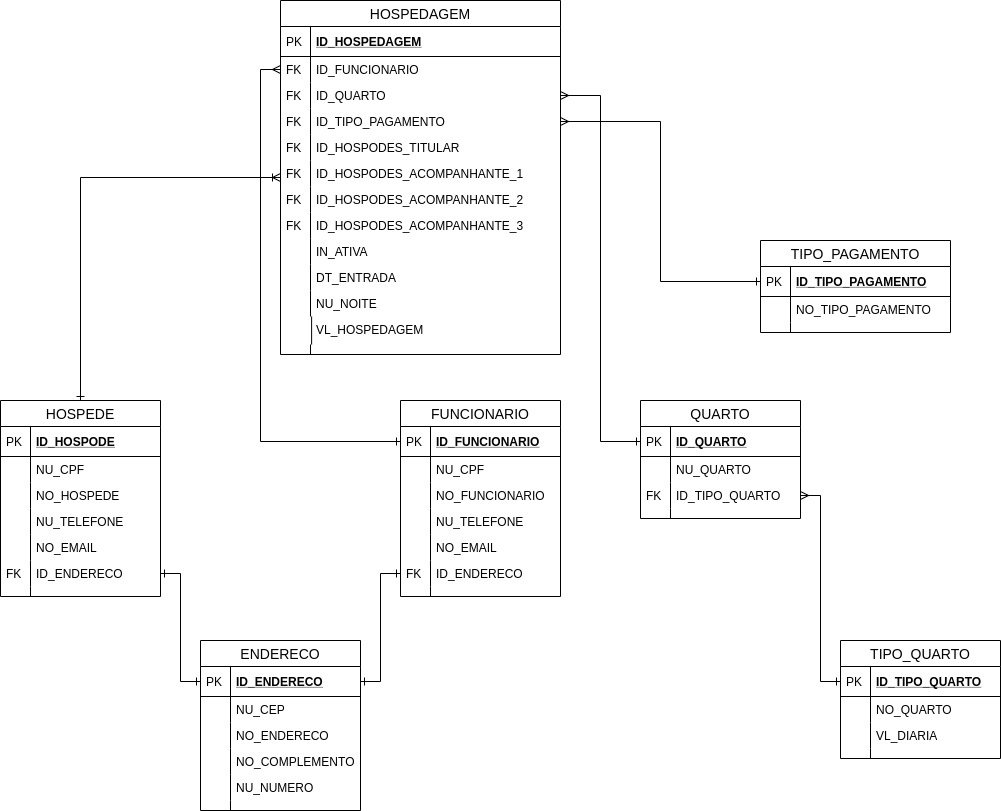 HOSPEDAGEM
PK ID_HOSPEDAGEM
FK ID_FUNCIONARIO
FK ID_QUARTO
FK ID_TIPO_PAGAMENTO
FK ID_HOSPODES_TITULAR
FK ID_HOSPODES_ACOMPANHANTE_1
FK ID_HOSPODES_ACOMPANHANTE_2
FK ID_HOSPODES_ACOMPANHANTE_3
IN_ATIVA
DT_ENTRADA
NU_NOITE
VL_HOSPEDAGEM
TIPO_PAGAMENTO
PK ID_TIPO_PAGAMENTO
NO_TIPO_PAGAMENTO
HOSPEDE
PK ID_HOSPODE
NU_CPF
NO_HOSPEDE
NU_TELEFONE
NO_EMAIL
FK ID_ENDERECO
FUNCIONARIO
PK ID_FUNCIONARIO
NU_CPF
NO_FUNCIONARIO
NU_TELEFONE
NO_EMAIL
FK ID_ENDERECO
QUARTO
PK ID_QUARTO
NU_QUARTO
FK ID_TIPO_QUARTO
ENDERECO
PK ID_ENDERECO
NU_CEP
NO_ENDERECO
NO_COMPLEMENTO
NU_NUMERO
TIPO_QUARTO
PK ID_TIPO_QUARTO
NO_QUARTO
VL_DIARIA